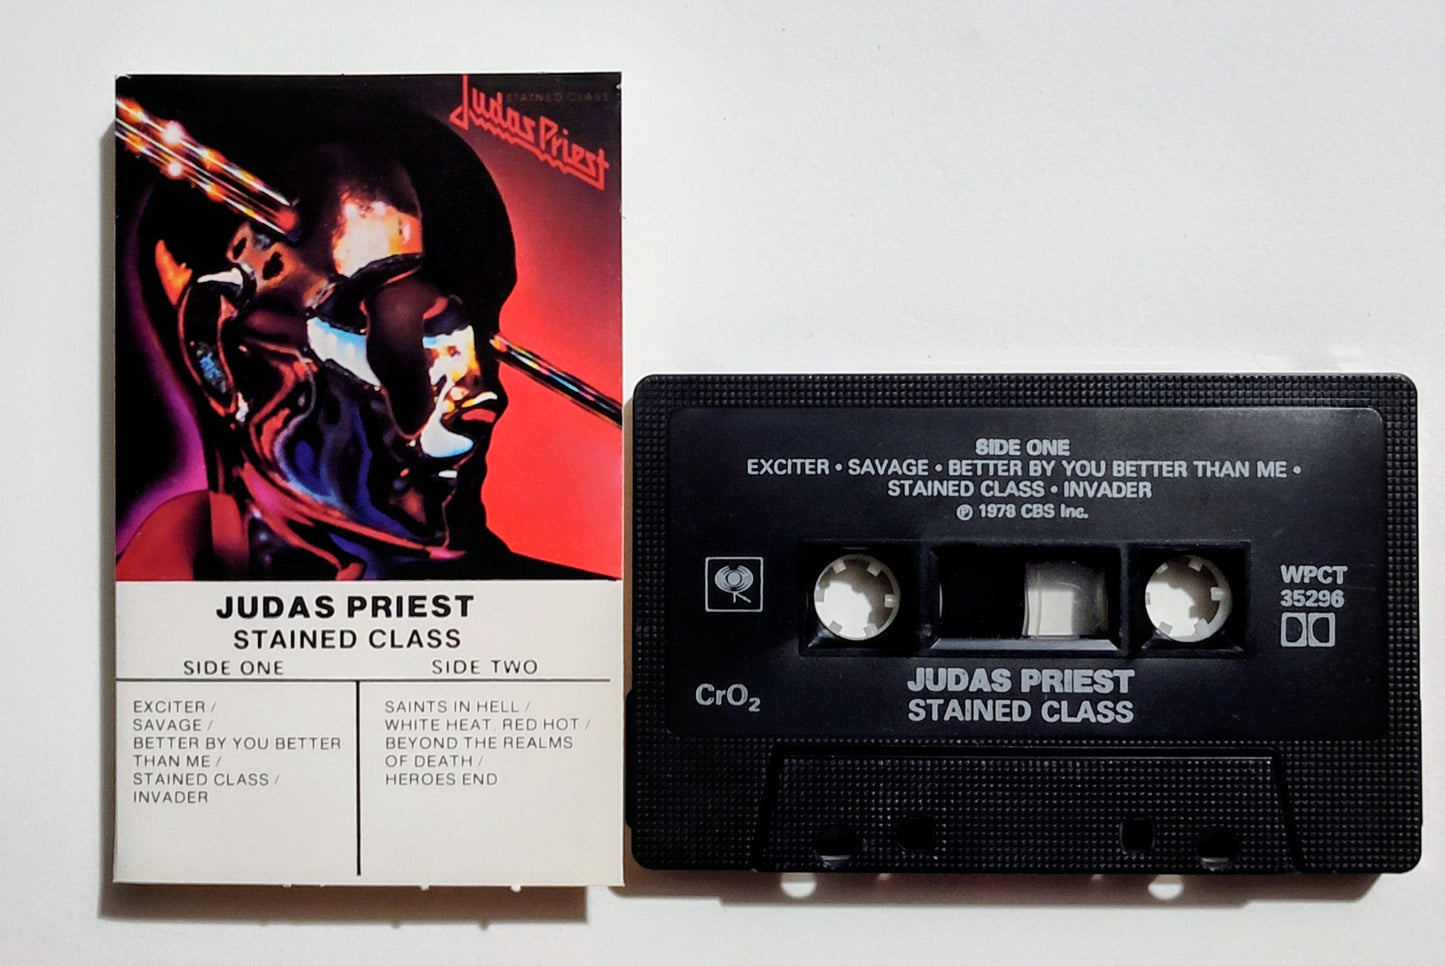 STAINED CLASS
Judas Priest
JUDAS PRIEST
STAINED CLASS
SIDE ONE
EXCITER /
SAVAGE /
BETTER BY YOU BETTER
THAN ME /
STAINED CLASS /
INVADER
SIDE TWO
SAINTS IN HELL /
WHITE HEAT, RED HOT /
BEYOND THE REALMS
OF DEATH /
HEROES END
SIDE ONE
EXCITER • SAVAGE • BETTER BY YOU BETTER THAN ME •
STAINED CLASS • INVADER
℗ 1978 CBS Inc.
WPCT
35296
CrO₂
JUDAS PRIEST
STAINED CLASS